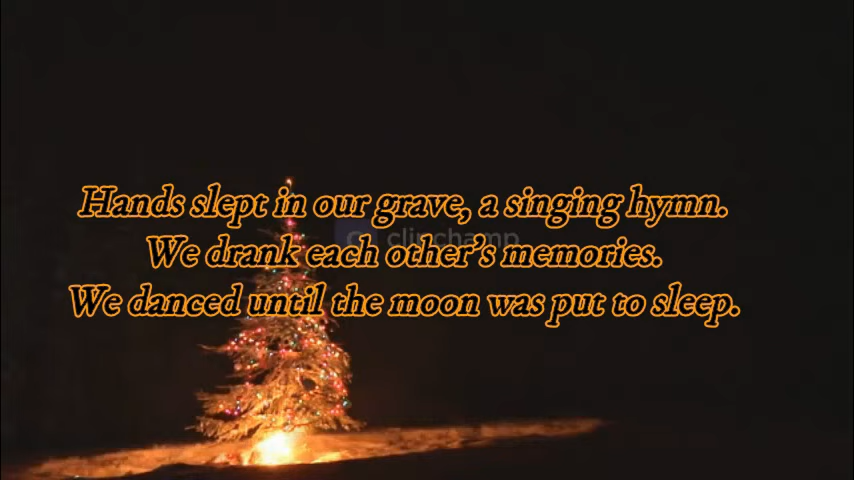 Hands slept in our grave, a singing hymn.
clipchamp
We drank each other's memories.
We danced until the moon was put to sleep.